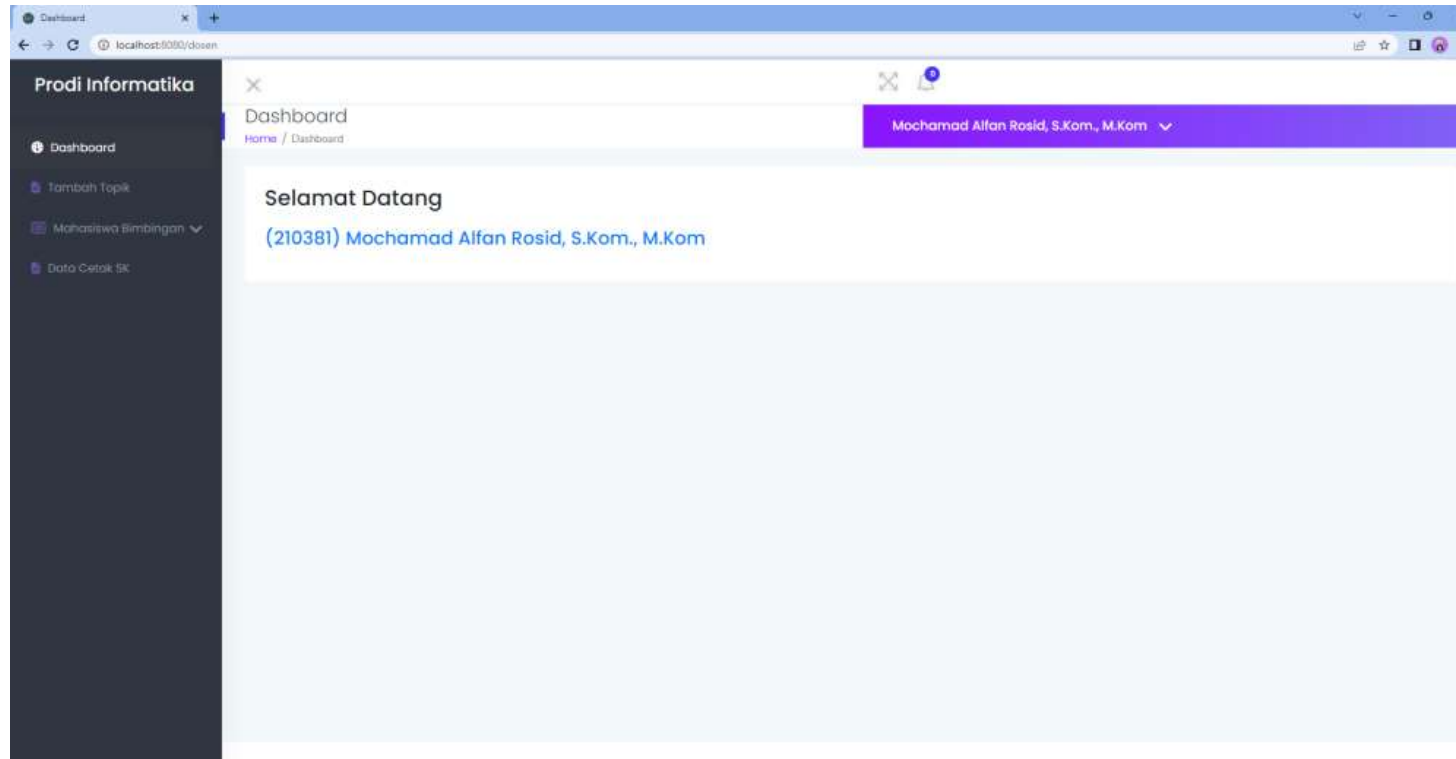 Dashboard
localhost:8080/dosen
Prodi Informatika
0
Dashboard
Home / Dashboard
Mochamad Alfan Rosid, S.Kom., M.Kom
Dashboard
Tambah Topik
Mahasiswa Bimbingan
Data Cetak SK
Selamat Datang
(210381) Mochamad Alfan Rosid, S.Kom., M.Kom